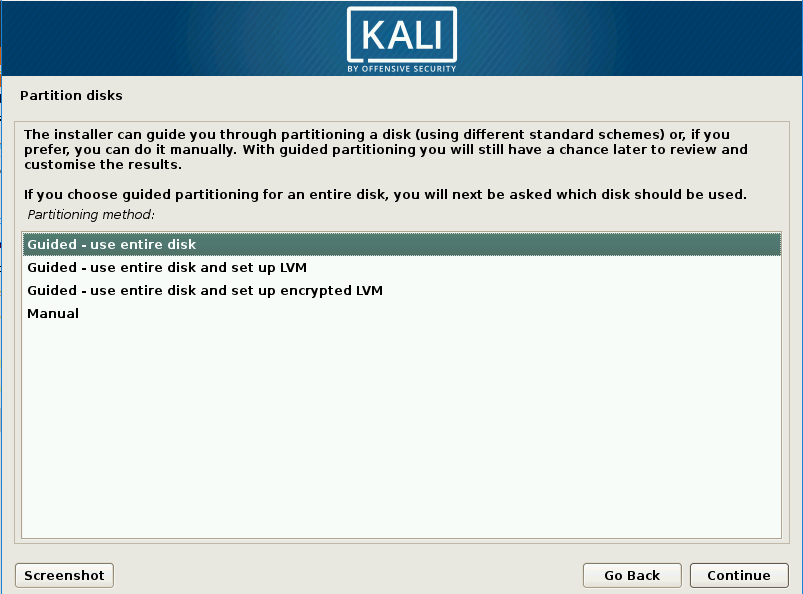 KALI
BY OFFENSIVE SECURITY
Partition disks
The installer can guide you through partitioning a disk (using different standard schemes) or, if you
prefer, you can do it manually. With guided partitioning you will still have a chance later to review and
customise the results.
If you choose guided partitioning for an entire disk, you will next be asked which disk should be used.
Partitioning method:
Guided - use entire disk
Guided - use entire disk and set up LVM
Guided - use entire disk and set up encrypted LVM
Manual
Screenshot
Go Back
Continue